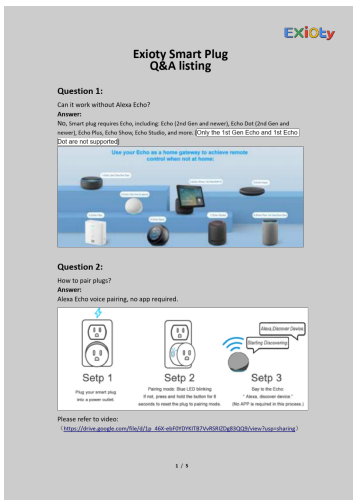 EXioty
Exioty Smart Plug
Q&A listing
Question 1:
Can it work without Alexa Echo?
Answer:
No, Smart plug requires Echo, including: Echo (2nd Gen and newer), Echo Dot (2nd Gen and
newer), Echo Plus, Echo Show, Echo Studio, and more. (Only the 1st Gen Echo and 1st Echo
Dot are not supported)
Use your Echo as a home gateway to achieve remote
control when not at home:
Question 2:
How to pair plugs?
Answer:
Alexa Echo voice pairing, no app required.
Alexa, Discover Device.
Starting Discovering
Setp 1
Setp 2
Setp 3
Plug your smart plug
into a power outlet.
Pairing mode: Blue LED blinking
If not, press and hold the button for 6
seconds to reset the plug to pairing mode.
Say to the Echo
" Alexa, discover device."
(No APP is required in this process.)
Please refer to video:
(https://drive.google.com/file/d/1p_46X-ebF0YDYKITB7VvRSRIZDg83QQ9/view?usp=sharing)
1 / 5